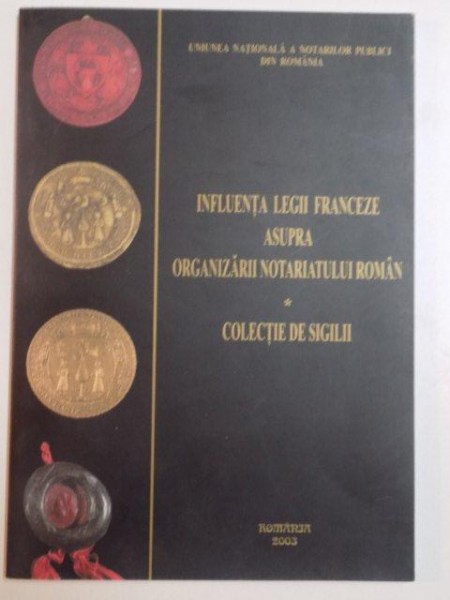 UNIUNEA NAȚIONALĂ A NOTARILOR PUBLICI
DIN ROMÂNIA
INFLUENȚA LEGII FRANCEZE
ASUPRA
ORGANIZĂRII NOTARIATULUI ROMÂN
*
COLECȚIE DE SIGILII
ROMÂNIA
2003